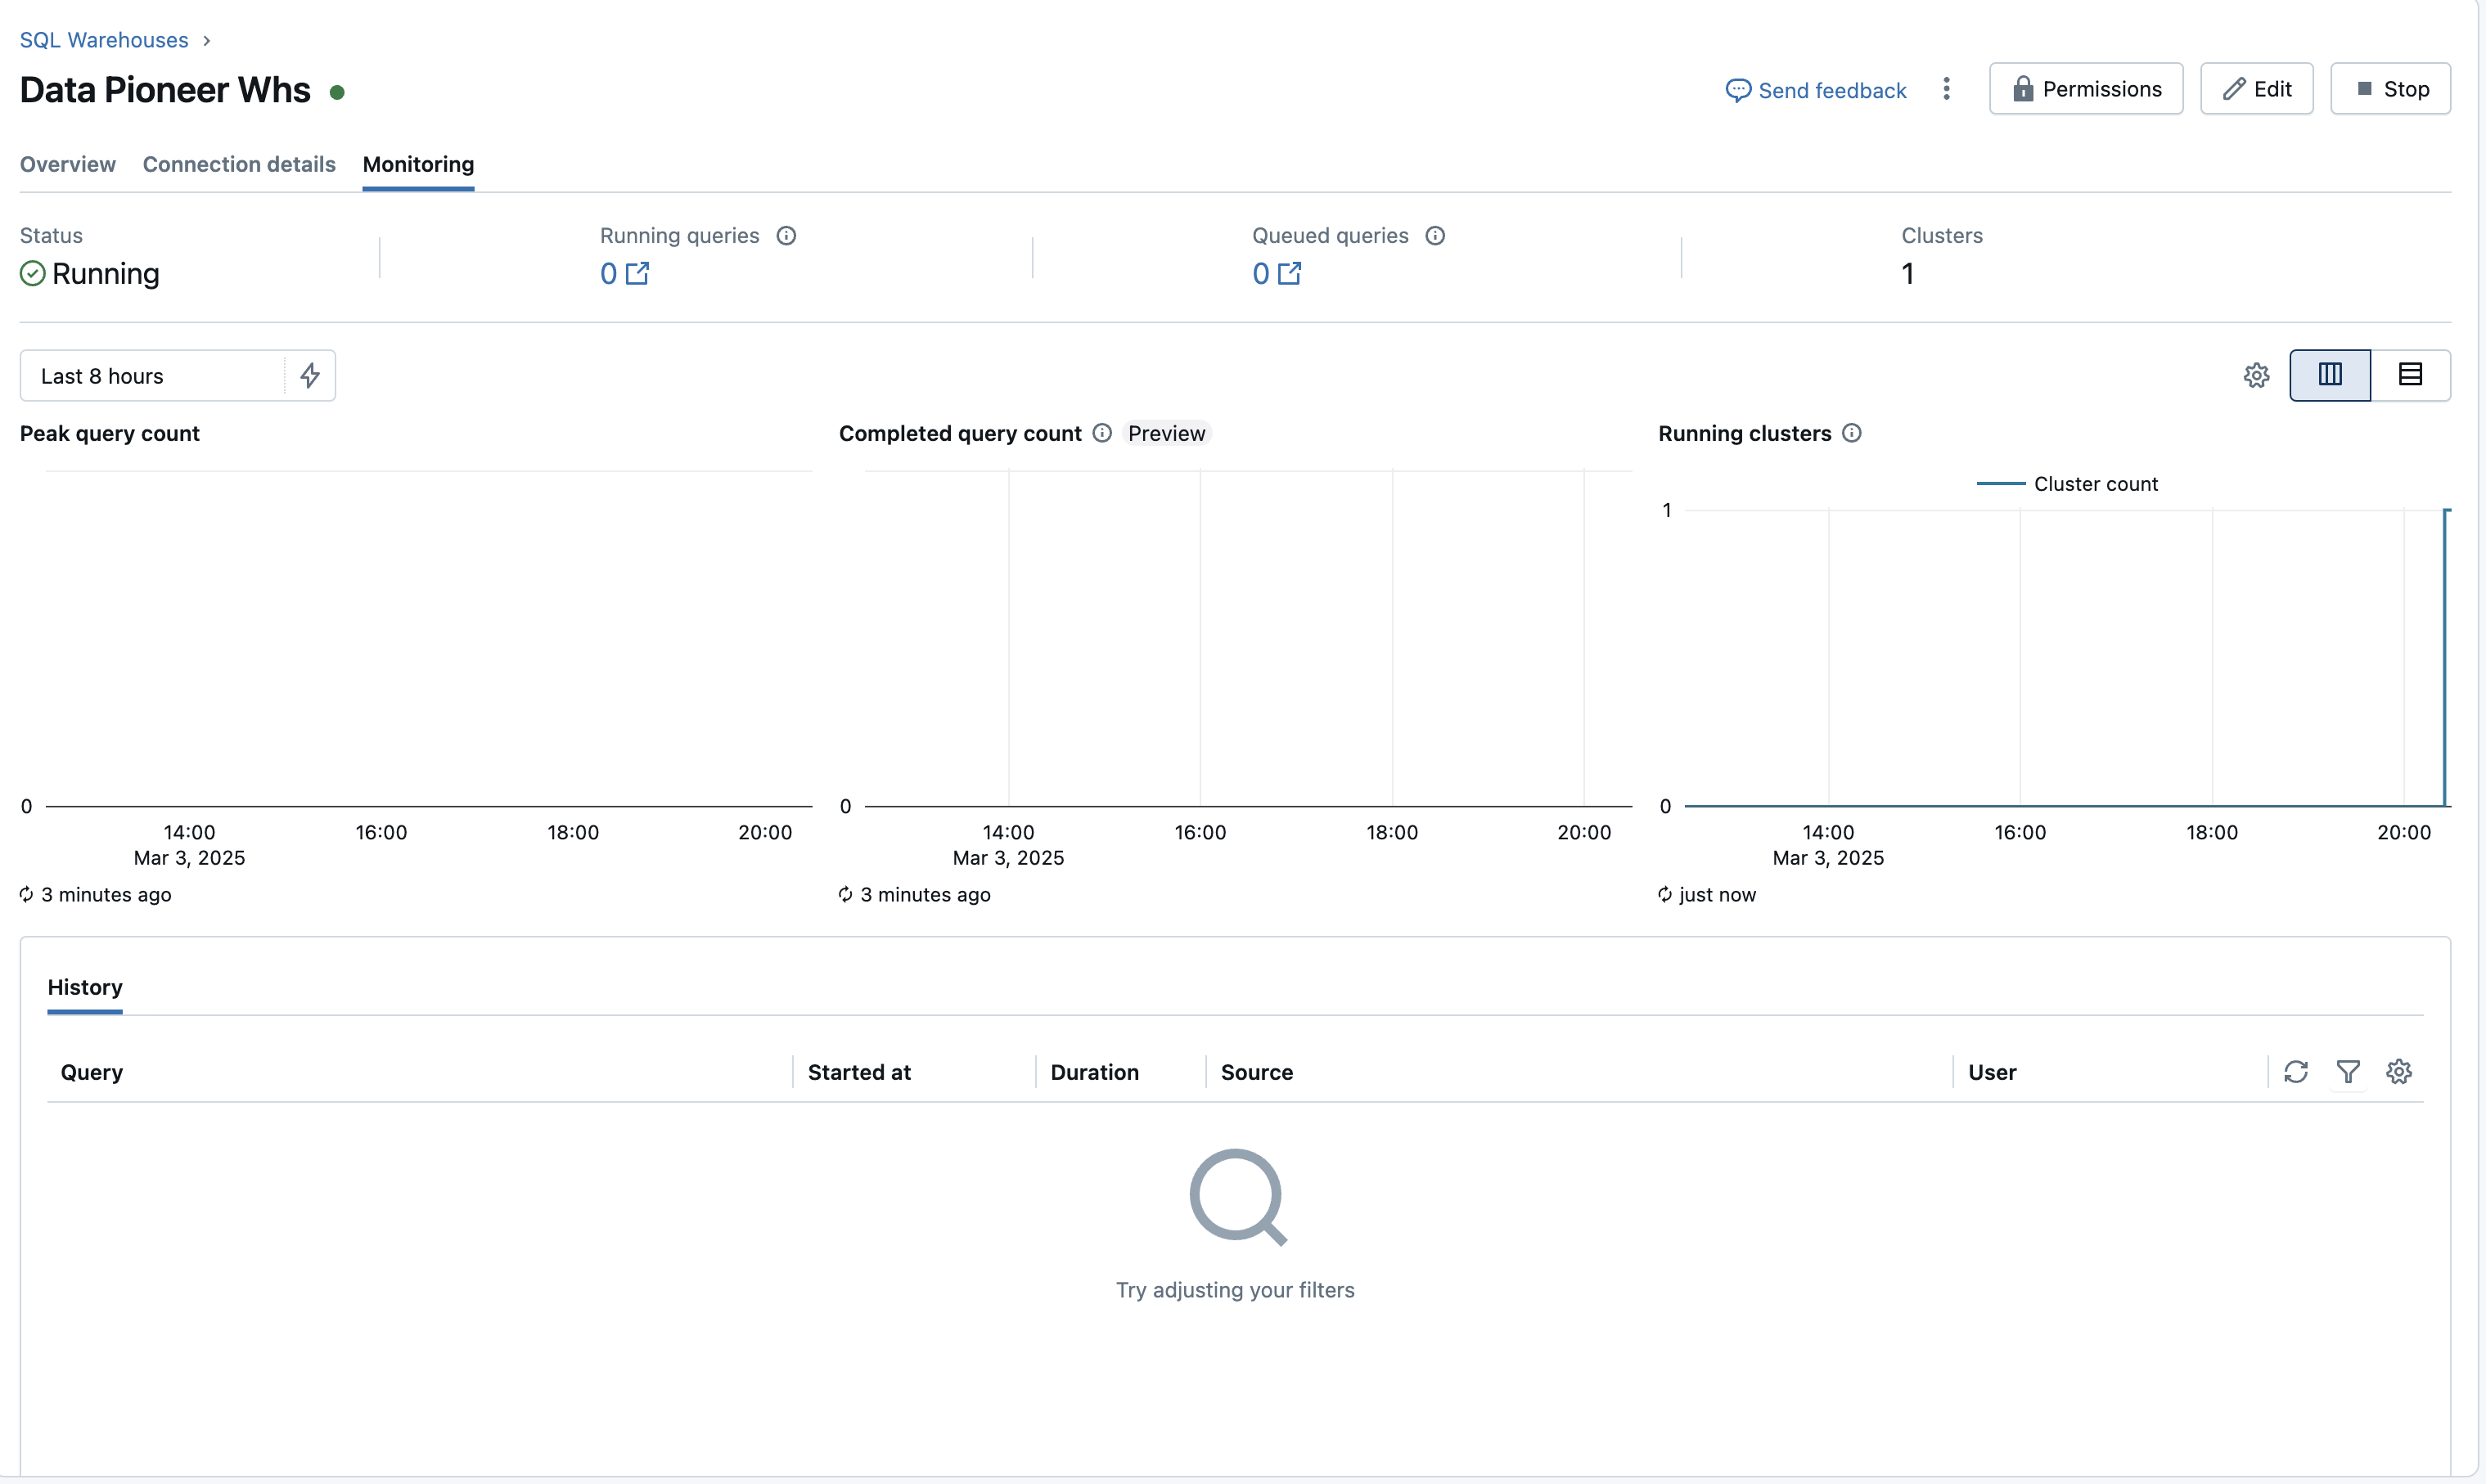 SQL Warehouses
Data Pioneer Whs
Send feedback
Permissions
Edit
Stop
Overview Connection details Monitoring
Status
Running
Running queries
0
Queued queries
0
Clusters
1
Last 8 hours
Peak query count
0
14:00 16:00 18:00 20:00
Mar 3, 2025
3 minutes ago
Completed query count Preview
0
14:00 16:00 18:00 20:00
Mar 3, 2025
3 minutes ago
Running clusters
Cluster count
1
0
14:00 16:00 18:00 20:00
Mar 3, 2025
just now
History
Query Started at Duration Source User
Try adjusting your filters